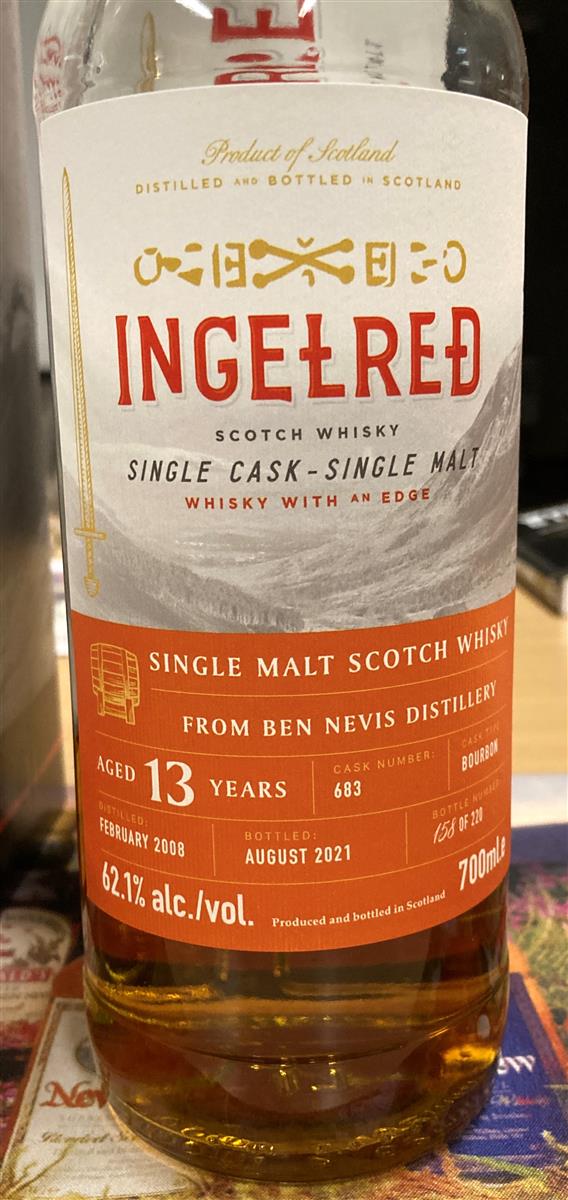 Product of Scotland
DISTILLED AND BOTTLED IN SCOTLAND
INGEŁRED
SCOTCH WHISKY
SINGLE CASK - SINGLE MALT
WHISKY WITH AN EDGE
SINGLE MALT SCOTCH WHISKY
FROM BEN NEVIS DISTILLERY
AGED 13 YEARS
CASK NUMBER:
683
CASK TYPE:
BOURBON
DISTILLED:
FEBRUARY 2008
BOTTLED:
AUGUST 2021
BOTTLE NUMBER:
158 OF 220
62.1% alc./vol.
Produced and bottled in Scotland
700ml.e